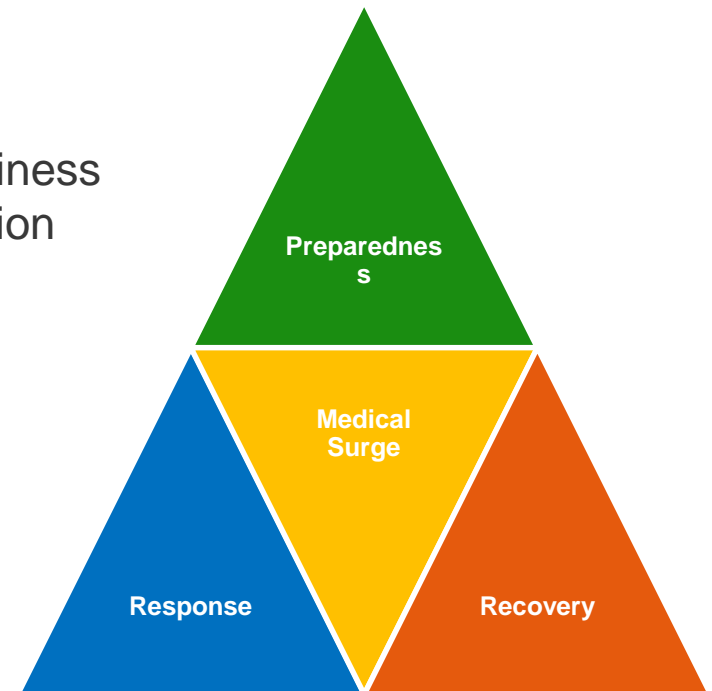 iness
ion
Preparednes
s
Medical
Surge
Response
Recovery